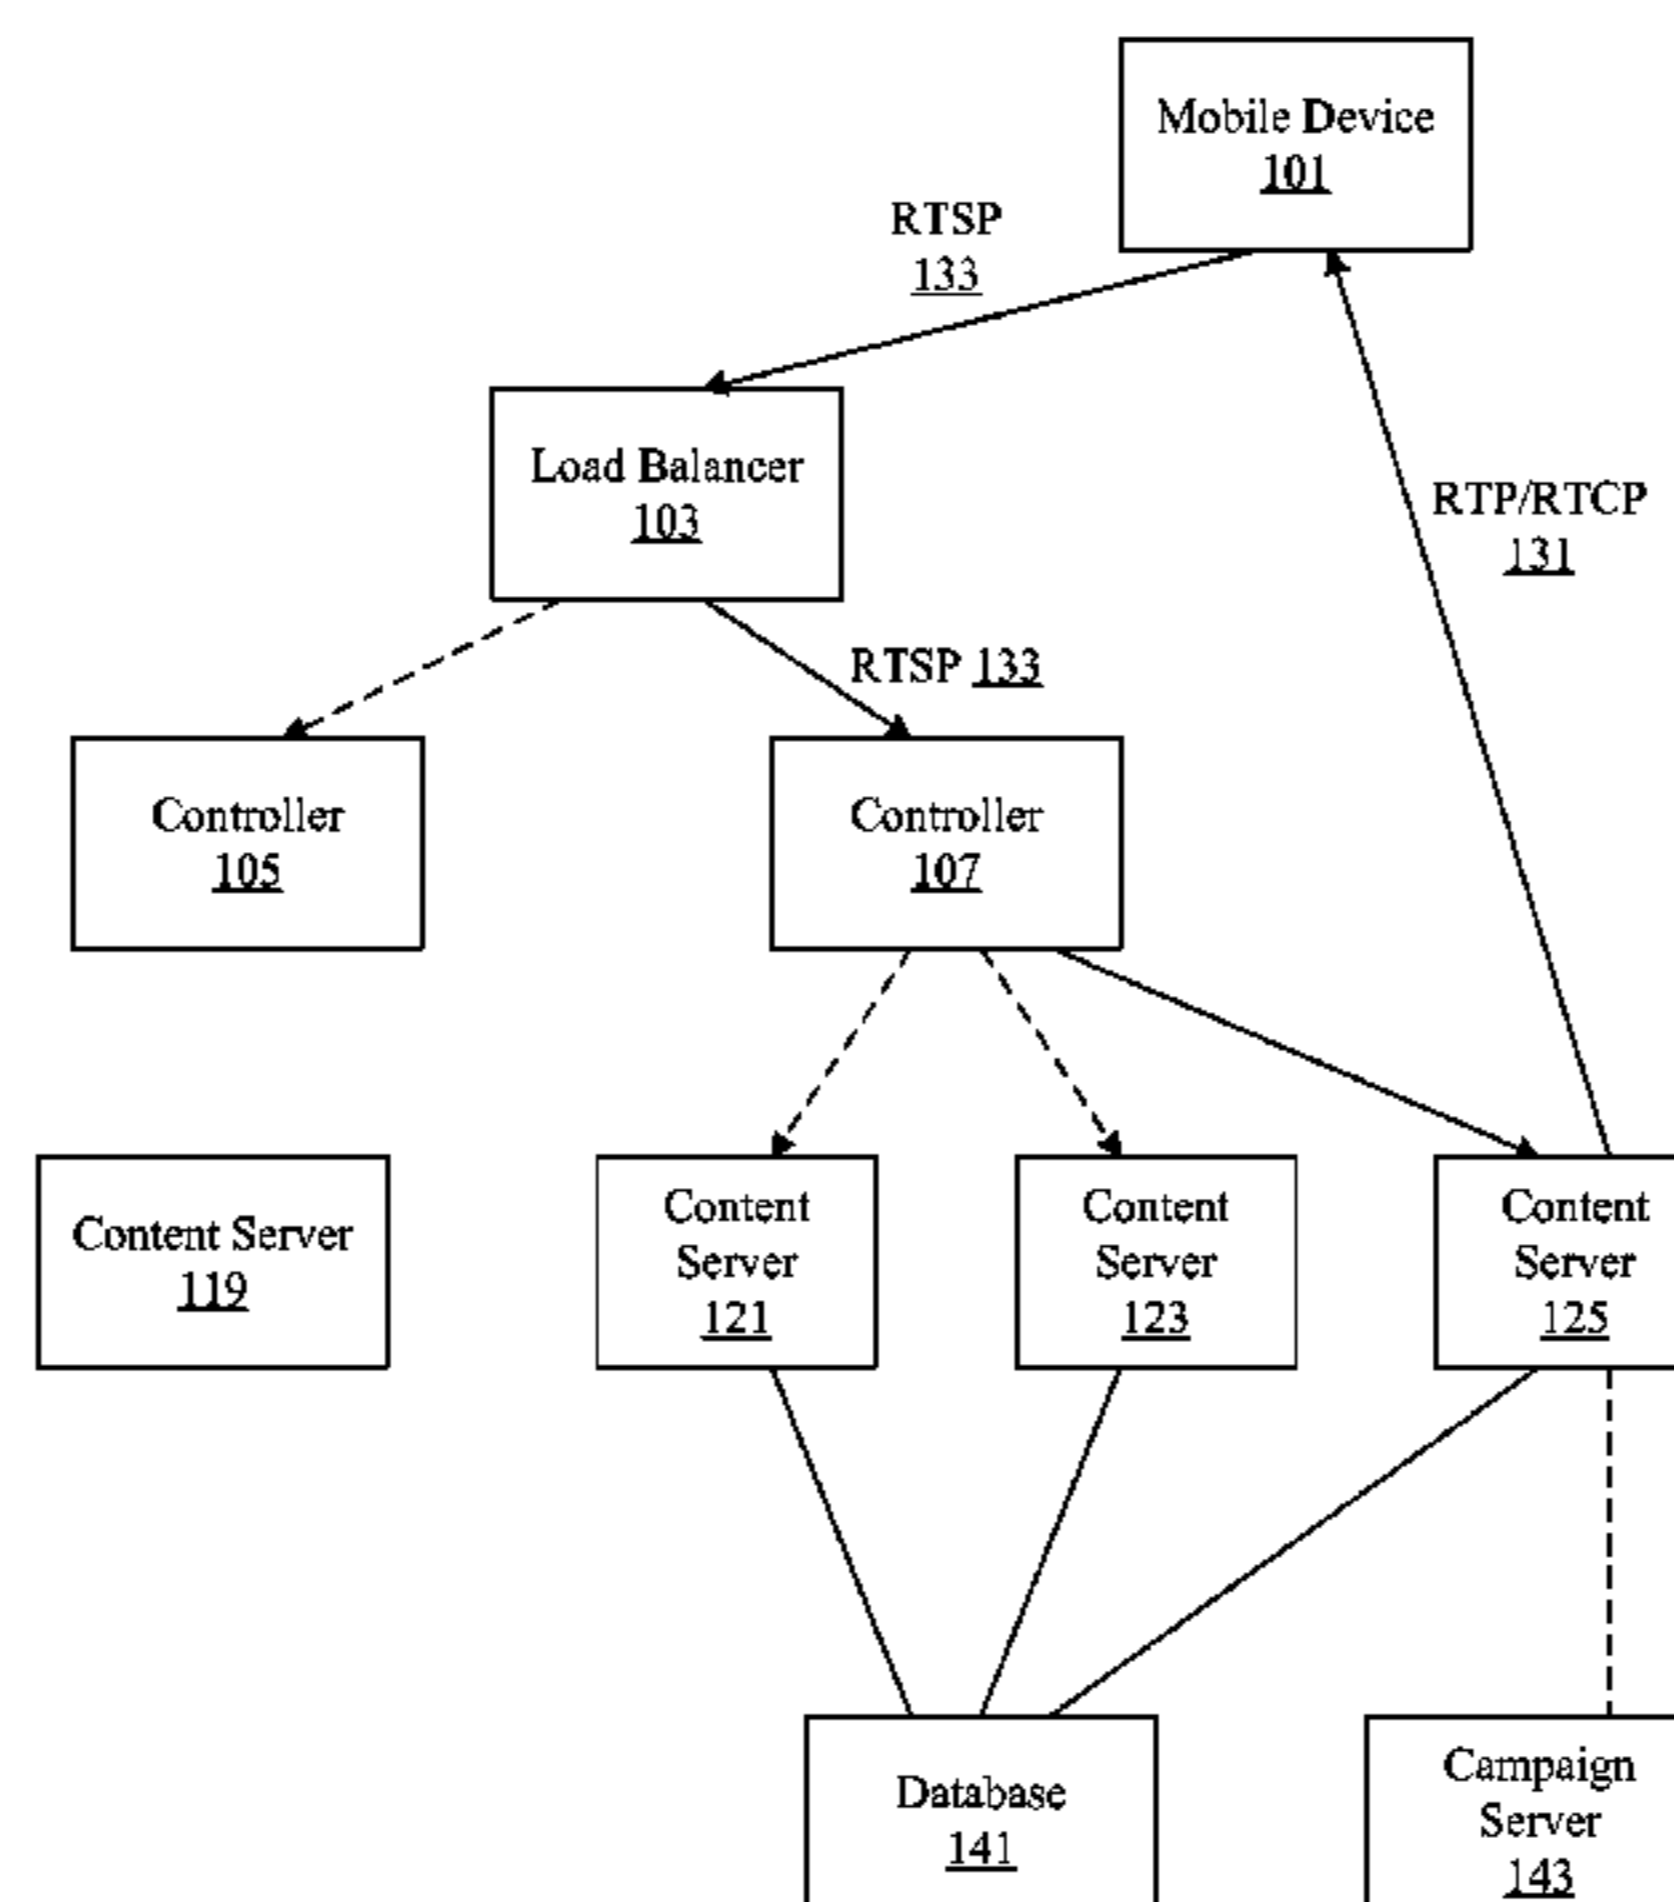 Mobile Device
101
RTSP
133
Load Balancer
103
RTP/RTCP
131
RTSP 133
Controller
105
Controller
107
Content Server
119
Content
Server
121
Content
Server
123
Content
Server
125
Database
141
Campaign
Server
143